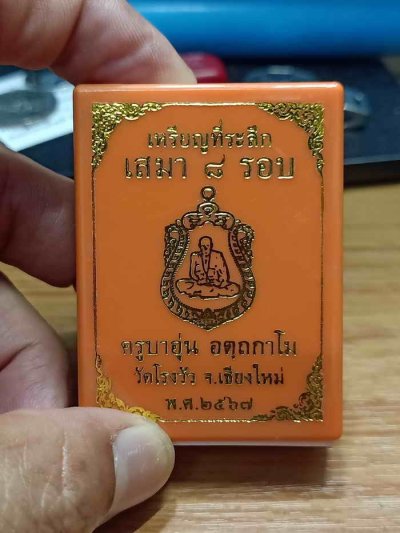 เหรียญที่ระลึก
เสมา ๘ รอบ
ครูบาอุ่น อตฺถกาโม
วัดโรงวัว จ.เชียงใหม่
พ.ศ.๒๕๖๗